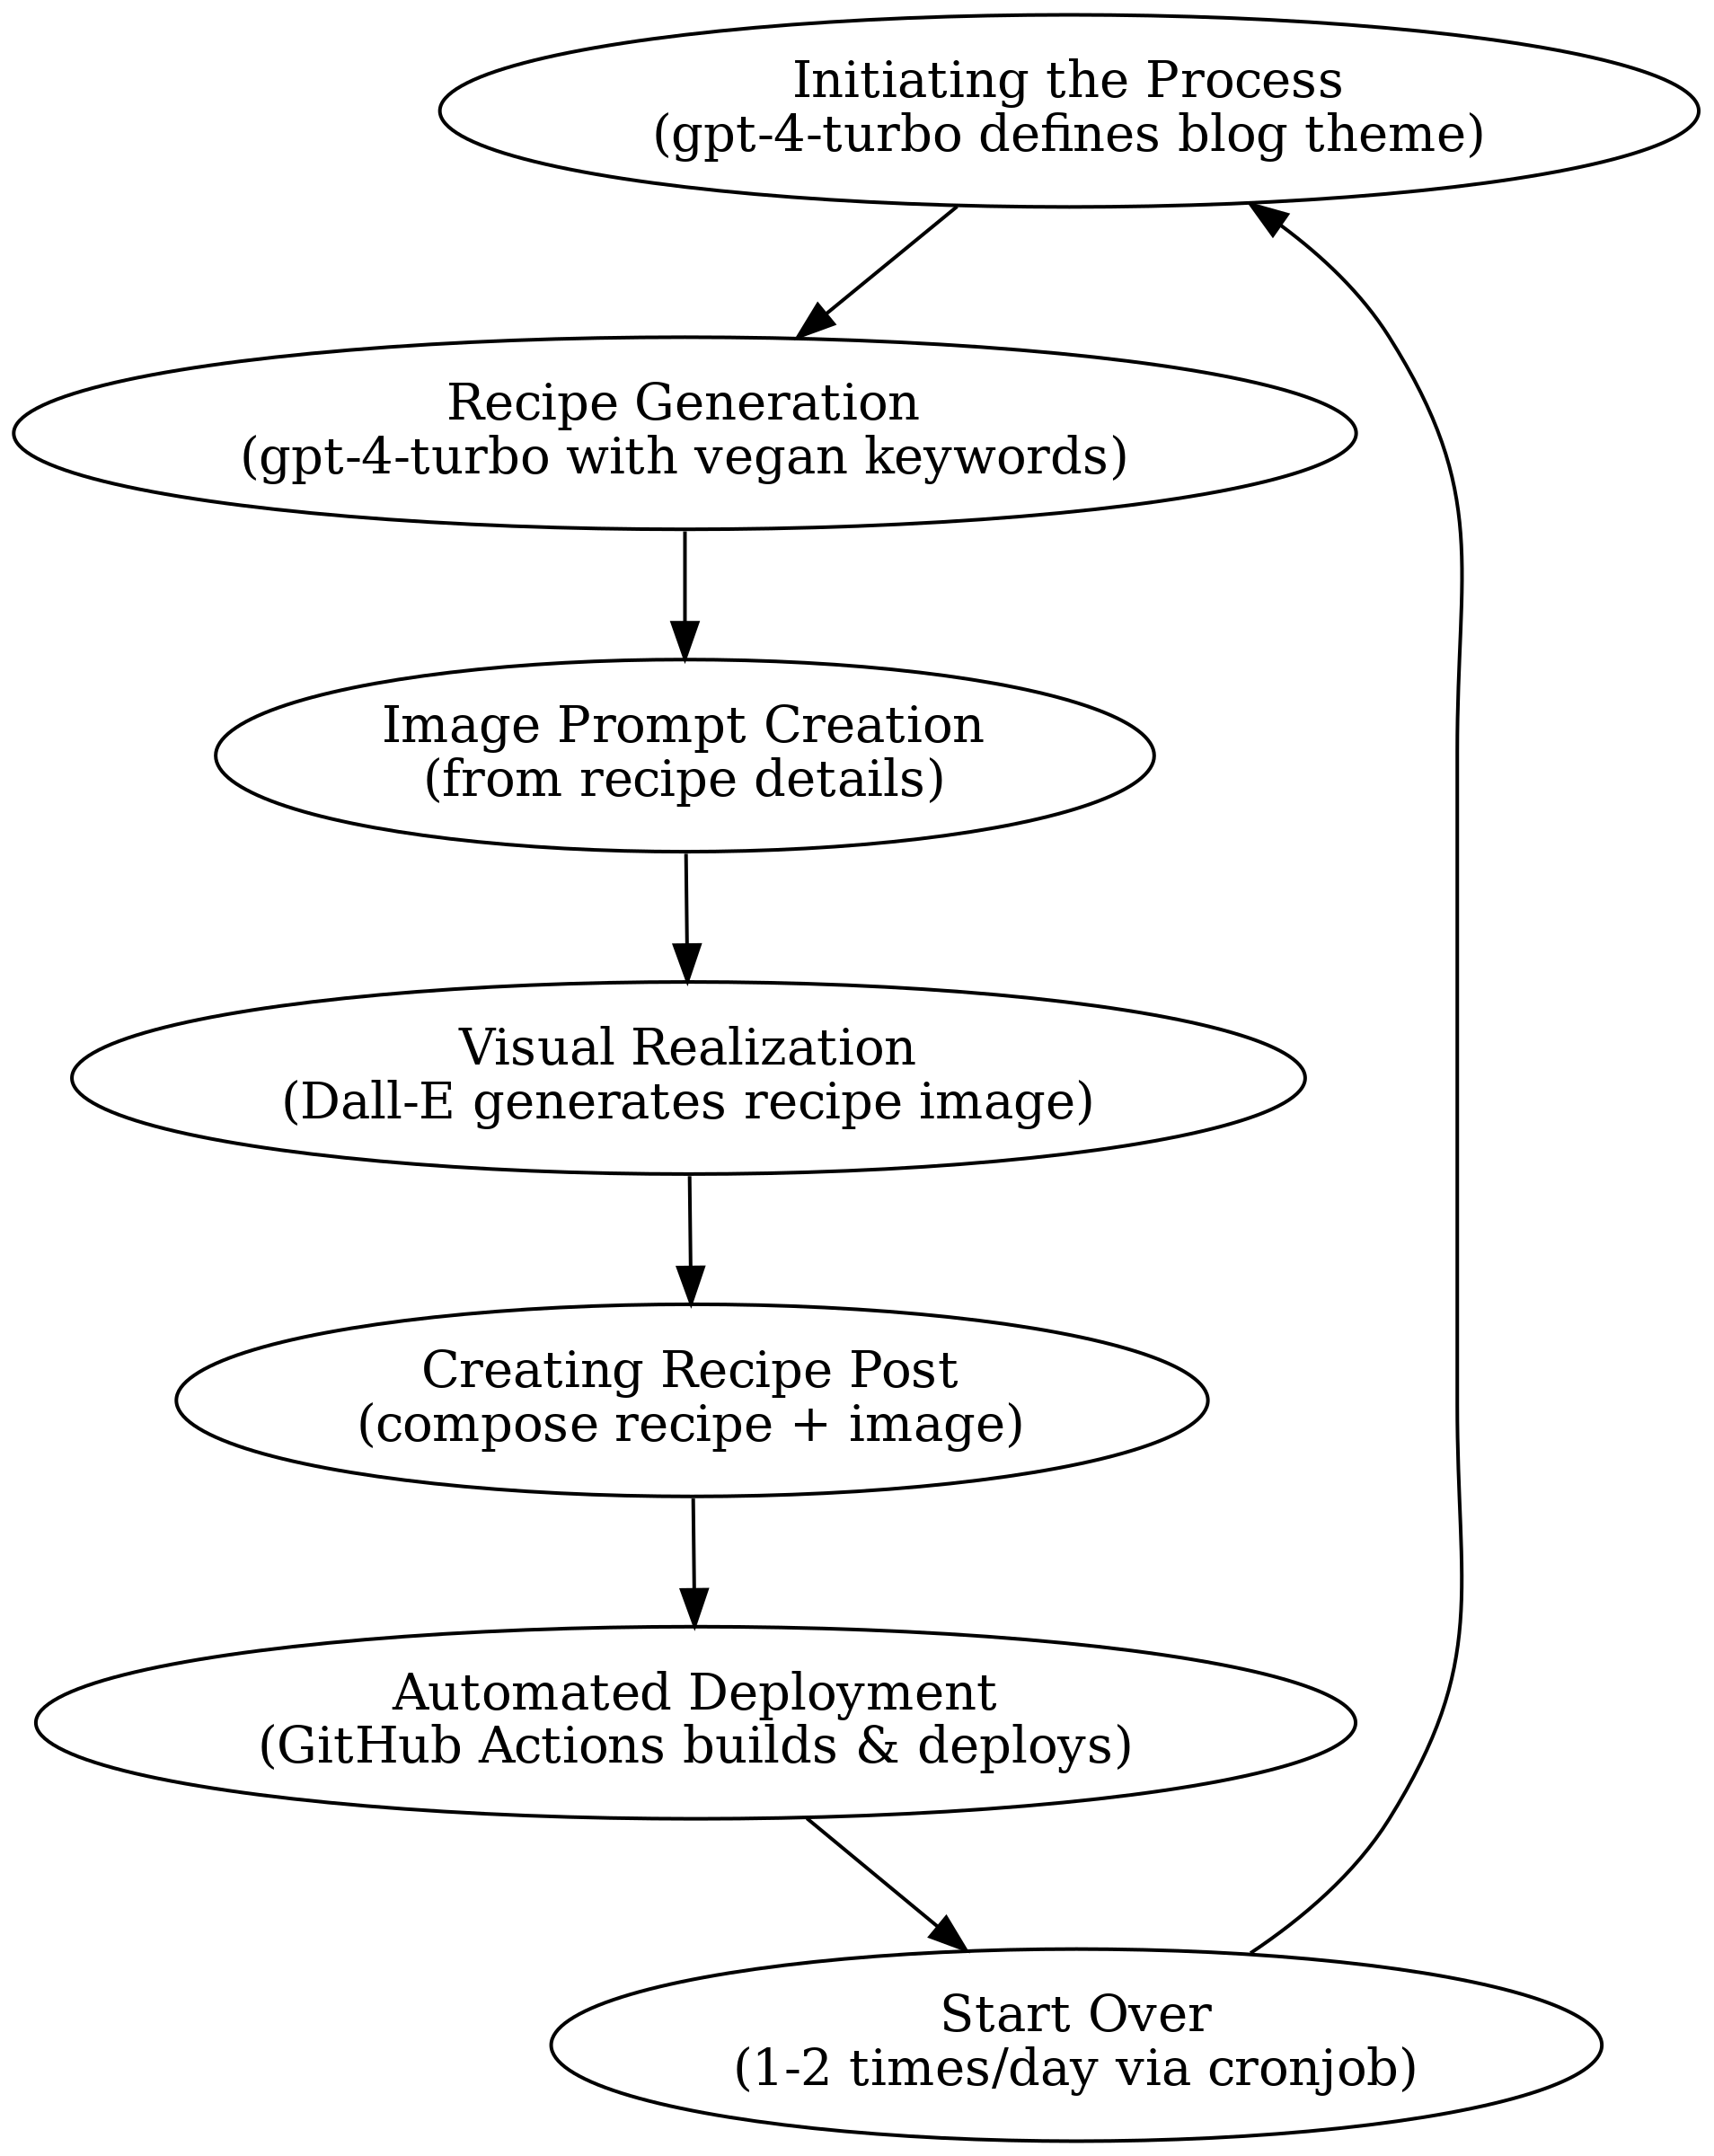 Initiating the Process
(gpt-4-turbo defines blog theme)
Recipe Generation
(gpt-4-turbo with vegan keywords)
Image Prompt Creation
(from recipe details)
Visual Realization
(Dall-E generates recipe image)
Creating Recipe Post
(compose recipe + image)
Automated Deployment
(GitHub Actions builds & deploys)
Start Over
(1-2 times/day via cronjob)